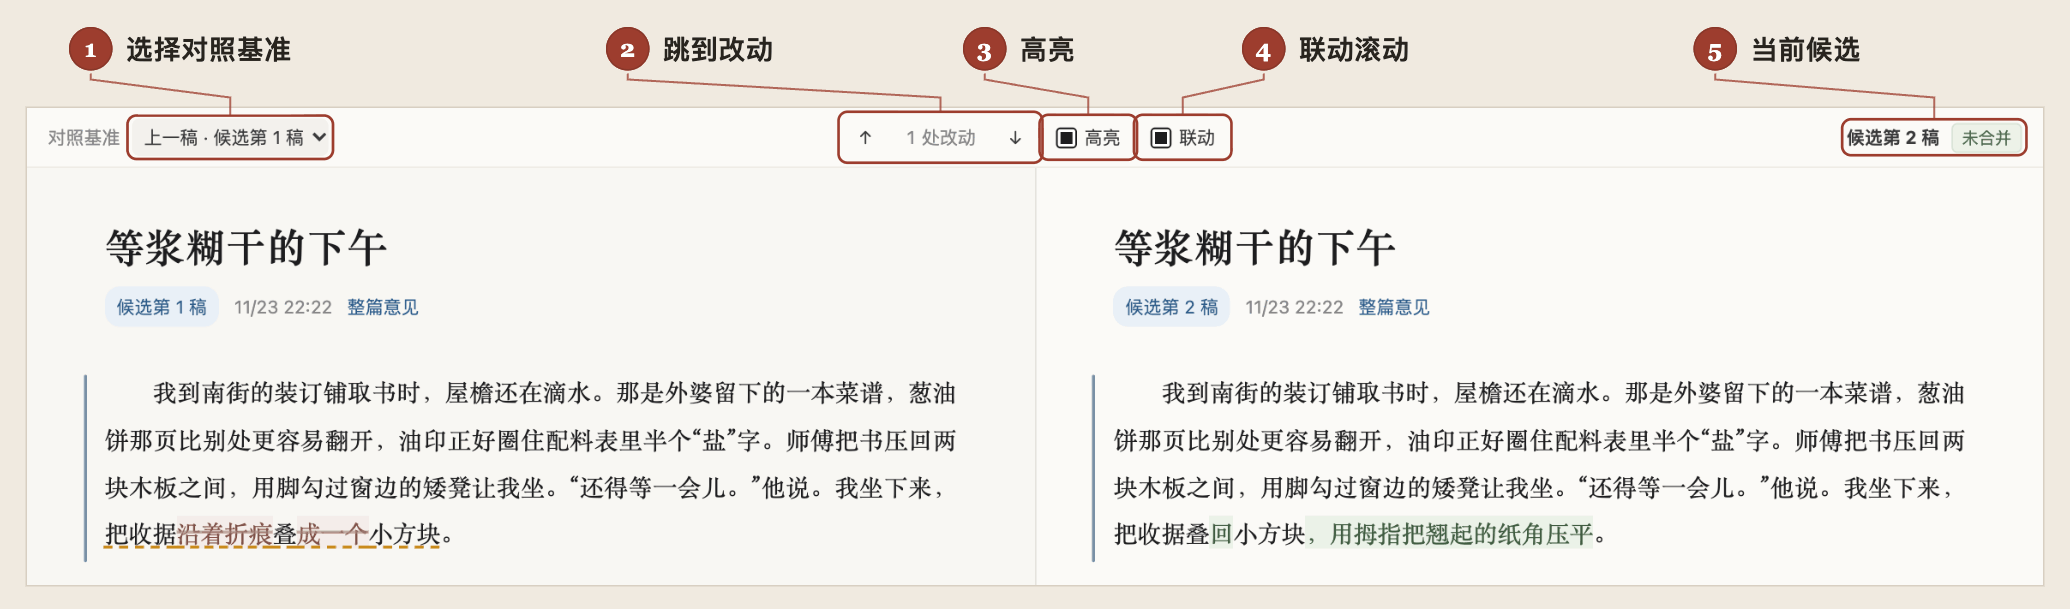 1 选择对照基准
2 跳到改动
3 高亮
4 联动滚动
5 当前候选
对照基准 上一稿 · 候选第 1 稿
↑ 1 处改动 ↓
高亮
联动
候选第 2 稿 未合并
等浆糊干的下午
候选第 1 稿 11/23 22:22 整篇意见
我到南街的装订铺取书时，屋檐还在滴水。那是外婆留下的一本菜谱，葱油
饼那页比别处更容易翻开，油印正好圈住配料表里半个“盐”字。师傅把书压回两
块木板之间，用脚勾过窗边的矮凳让我坐。“还得等一会儿。”他说。我坐下来，
把收据沿着折痕叠成一个小方块。
等浆糊干的下午
候选第 2 稿 11/23 22:22 整篇意见
我到南街的装订铺取书时，屋檐还在滴水。那是外婆留下的一本菜谱，葱油
饼那页比别处更容易翻开，油印正好圈住配料表里半个“盐”字。师傅把书压回两
块木板之间，用脚勾过窗边的矮凳让我坐。“还得等一会儿。”他说。我坐下来，
把收据叠回小方块，用拇指把翘起的纸角压平。